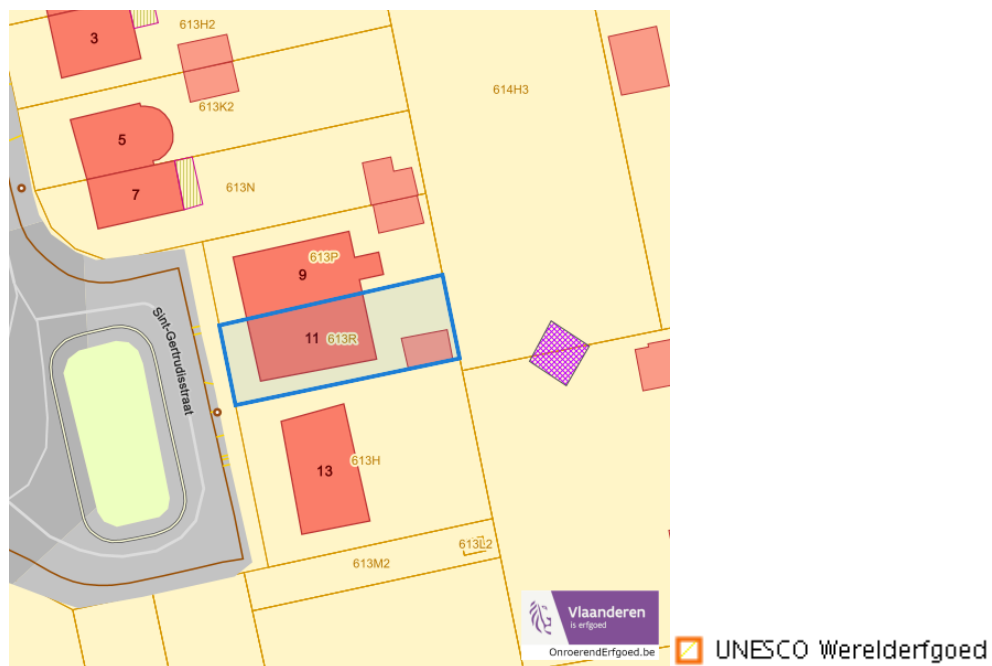 613H2
3
614H3
613K2
5
7
613N
613P
9
11
613R
Sint-Gertrudisstraat
13
613H
613L2
613M2
Vlaanderen
is erfgoed
OnroerendErfgoed.be
UNESCO Werelderfgoed